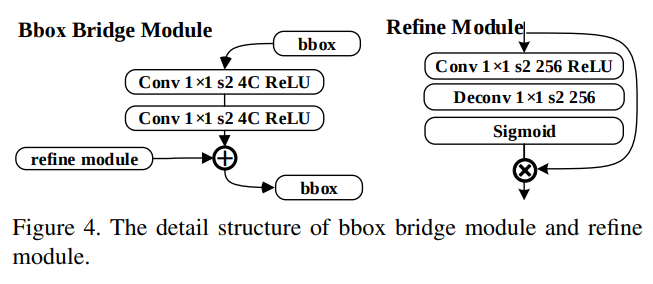 Bbox Bridge Module
bbox
Conv 1×1 s2 4C ReLU
Conv 1×1 s2 4C ReLU
refine module
bbox
Refine Module
Conv 1×1 s2 256 ReLU
Deconv 1×1 s2 256
Sigmoid
Figure 4. The detail structure of bbox bridge module and refine
module.